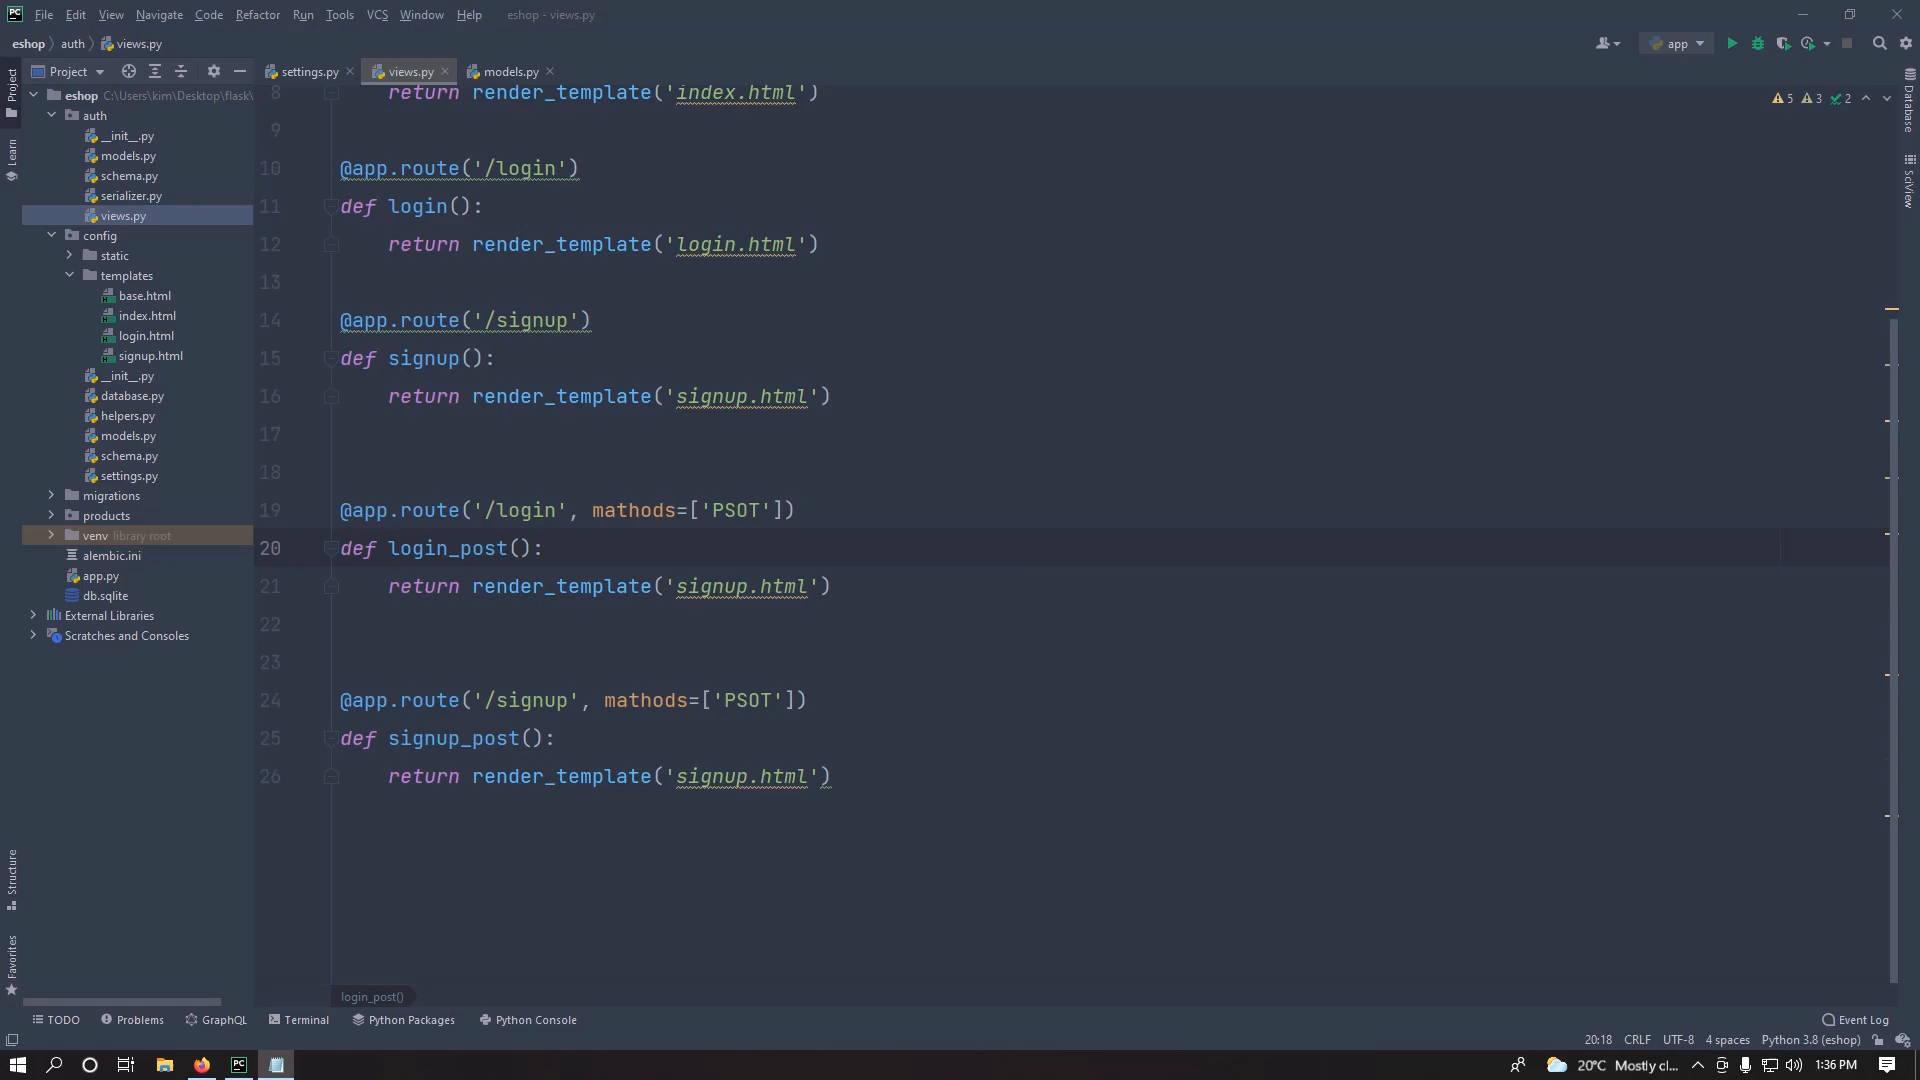 PC File Edit View Navigate Code Refactor Run Tools VCS Window Help eshop - views.py
eshop auth views.py app
Project settings.py views.py models.py
Project
Learn
Structure
Favorites
eshop C:\Users\kim\Desktop\flask\
auth
__init__.py
models.py
schema.py
serializer.py
views.py
config
static
templates
base.html
index.html
login.html
signup.html
__init__.py
database.py
helpers.py
models.py
schema.py
settings.py
migrations
products
venv library root
alembic.ini
app.py
db.sqlite
External Libraries
Scratches and Consoles
8 return render_template('index.html')
9
10 @app.route('/login')
11 def login():
12 return render_template('login.html')
13
14 @app.route('/signup')
15 def signup():
16 return render_template('signup.html')
17
18
19 @app.route('/login', mathods=['PSOT'])
20 def login_post():
21 return render_template('signup.html')
22
23
24 @app.route('/signup', mathods=['PSOT'])
25 def signup_post():
26 return render_template('signup.html')
5 3 2
Database
SciView
login_post()
TODO Problems GraphQL Terminal Python Packages Python Console Event Log
20:18 CRLF UTF-8 4 spaces Python 3.8 (eshop)
PC 20°C Mostly cl... 1:36 PM